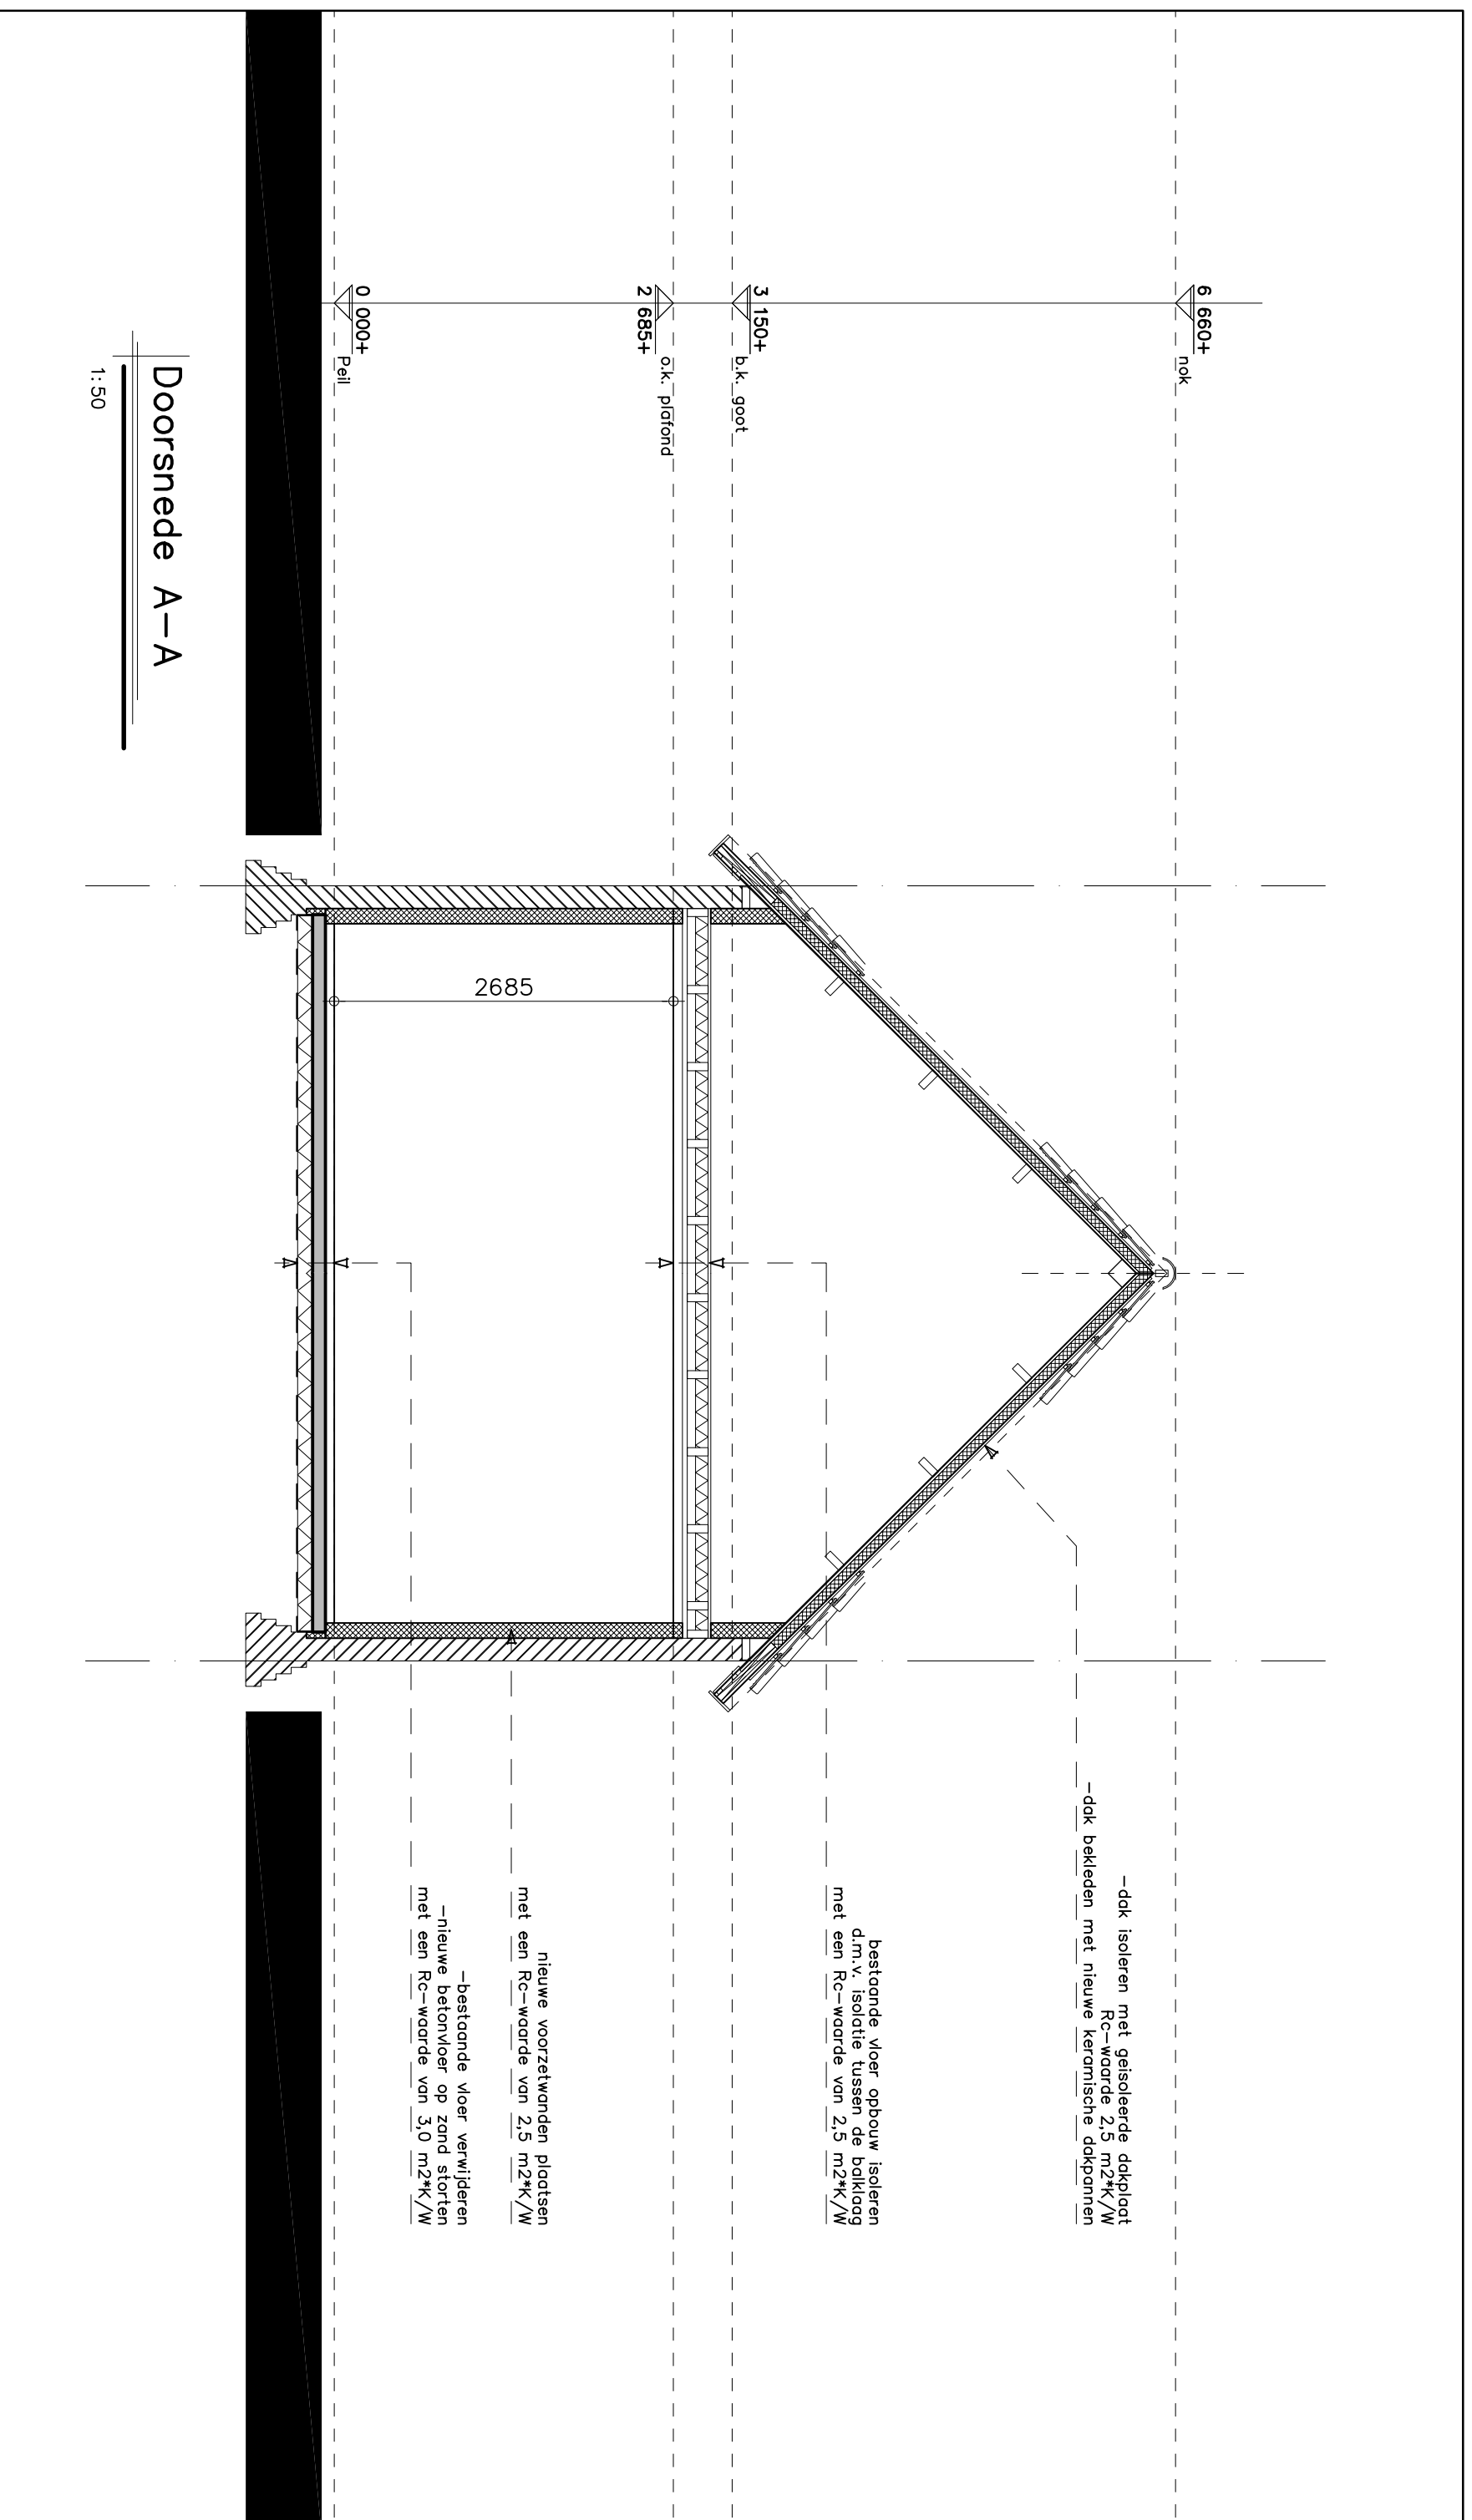 6 660+
nok
-dak isoleren met geisoleerde dakplaat
Rc-waarde 2,5 m2*K/W
-dak bekleden met nieuwe keramische dakpannen
bestaande vloer opbouw isoleren
d.m.v. isolatie tussen de balklaag
met een Rc-waarde van 2,5 m2*K/W
3 150+
b.k. goot
2 685+
o.k. plafond
2685
nieuwe voorzetwanden plaatsen
met een Rc-waarde van 2,5 m2*K/W
-bestaande vloer verwijderen
-nieuwe betonvloer op zand storten
met een Rc-waarde van 3,0 m2*K/W
0 000+
Peil
Doorsnede A-A
1:50